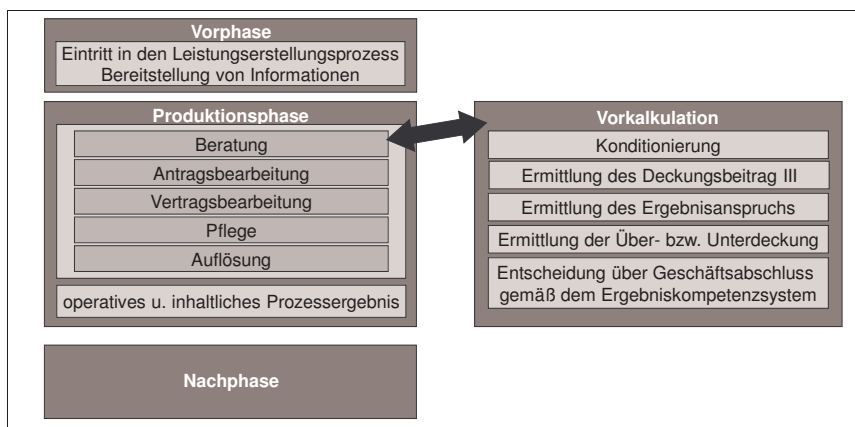 Vorphase
Eintritt in den Leistungserstellungsprozess
Bereitstellung von Informationen
Produktionsphase
Beratung
Antragsbearbeitung
Vertragsbearbeitung
Pflege
Auflösung
operatives u. inhaltliches Prozessergebnis
Nachphase
Vorkalkulation
Konditionierung
Ermittlung des Deckungsbeitrag III
Ermittlung des Ergebnisanspruchs
Ermittlung der Über- bzw. Unterdeckung
Entscheidung über Geschäftsabschluss
gemäß dem Ergebniskompetenzsystem